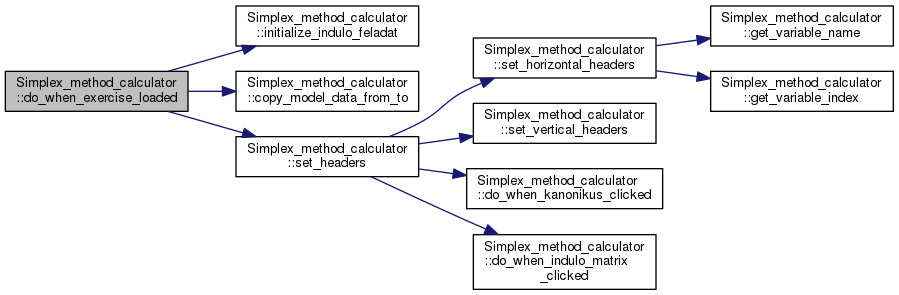 Simplex_method_calculator
::do_when_exercise_loaded
Simplex_method_calculator
::initialize_indulo_feladat
Simplex_method_calculator
::copy_model_data_from_to
Simplex_method_calculator
::set_headers
Simplex_method_calculator
::set_horizontal_headers
Simplex_method_calculator
::set_vertical_headers
Simplex_method_calculator
::do_when_kanonikus_clicked
Simplex_method_calculator
::do_when_indulo_matrix
_clicked
Simplex_method_calculator
::get_variable_name
Simplex_method_calculator
::get_variable_index